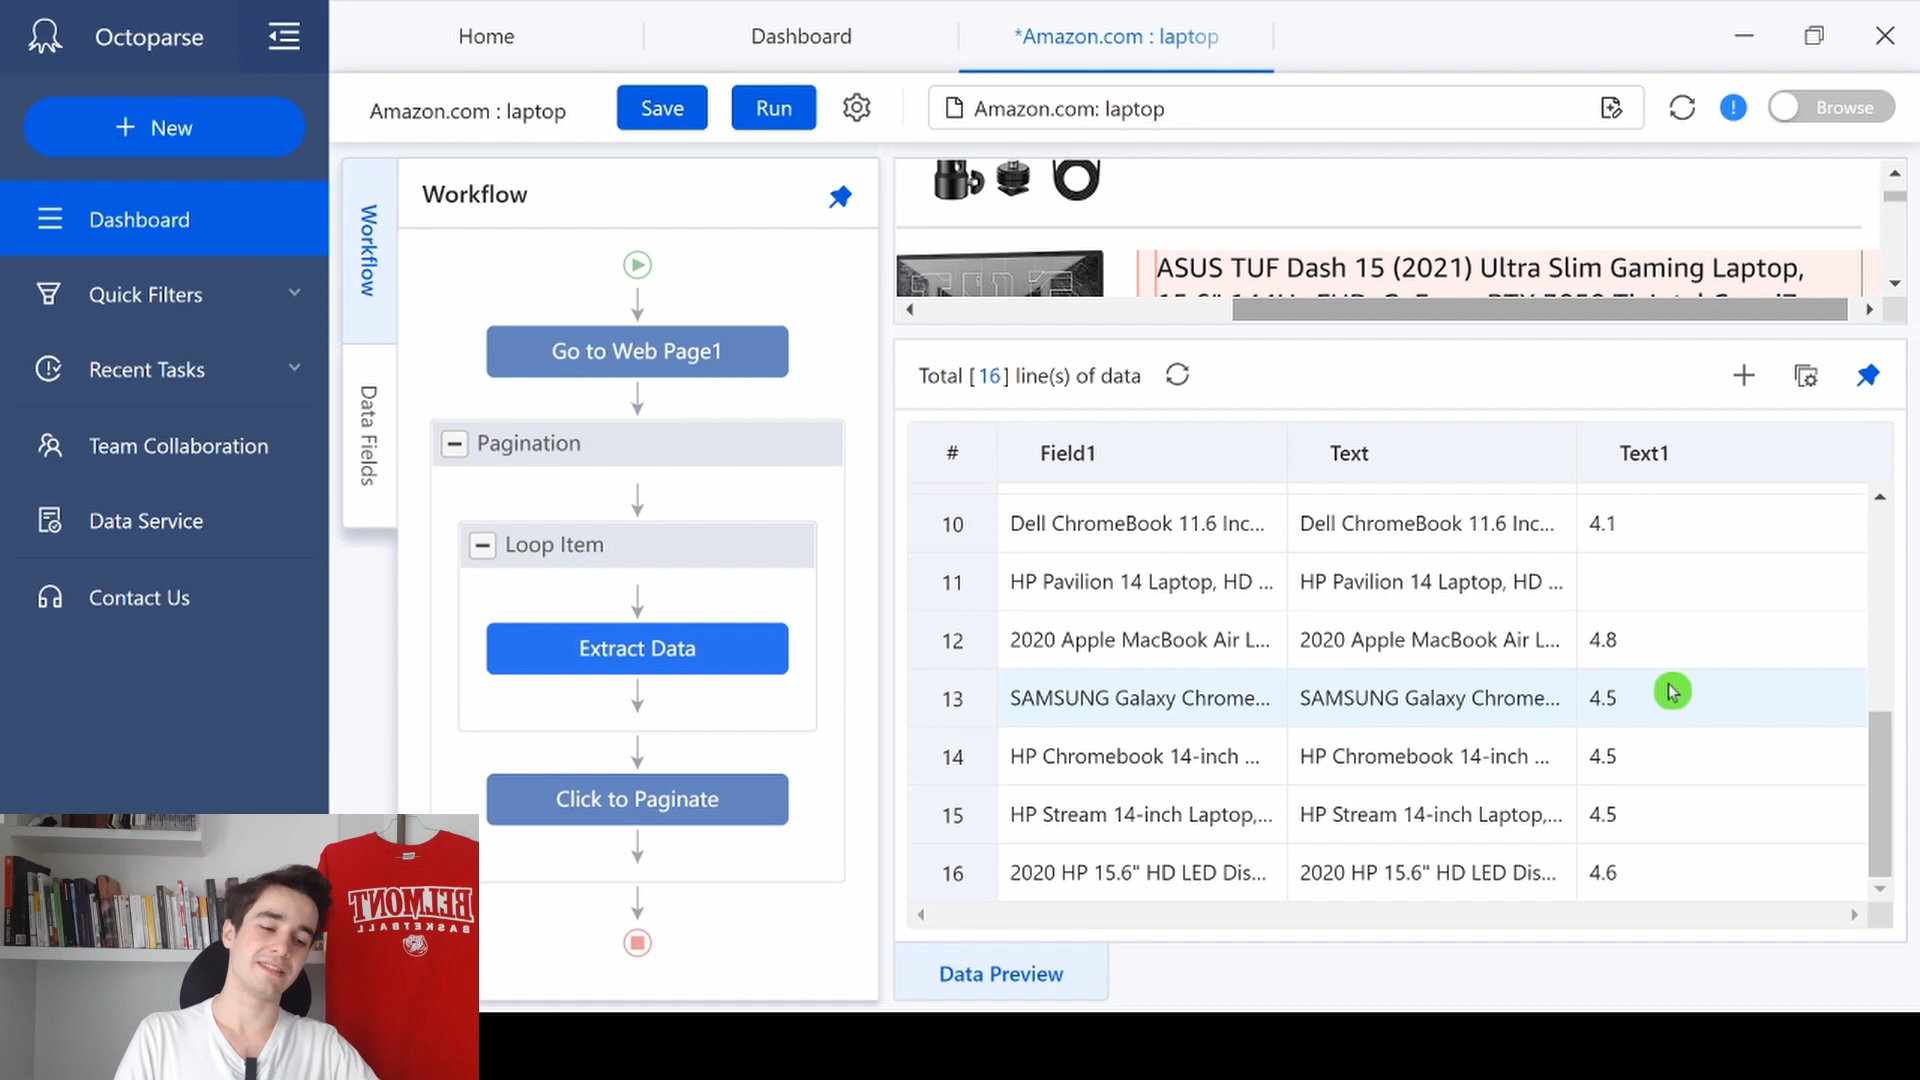 Octoparse
Home
Dashboard
*Amazon.com : laptop
New
Dashboard
Quick Filters
Recent Tasks
Team Collaboration
Data Service
Contact Us
Amazon.com : laptop
Save
Run
Amazon.com: laptop
Browse
Workflow
Data Fields
Workflow
Go to Web Page1
Pagination
Loop Item
Extract Data
Click to Paginate
ASUS TUF Dash 15 (2021) Ultra Slim Gaming Laptop,
Total [16] line(s) of data
# Field1 Text Text1
10 Dell ChromeBook 11.6 Inc... Dell ChromeBook 11.6 Inc... 4.1
11 HP Pavilion 14 Laptop, HD ... HP Pavilion 14 Laptop, HD ...
12 2020 Apple MacBook Air L... 2020 Apple MacBook Air L... 4.8
13 SAMSUNG Galaxy Chrome... SAMSUNG Galaxy Chrome... 4.5
14 HP Chromebook 14-inch ... HP Chromebook 14-inch ... 4.5
15 HP Stream 14-inch Laptop,... HP Stream 14-inch Laptop,... 4.5
16 2020 HP 15.6" HD LED Dis... 2020 HP 15.6" HD LED Dis... 4.6
Data Preview
BELMONT
BASKETBALL